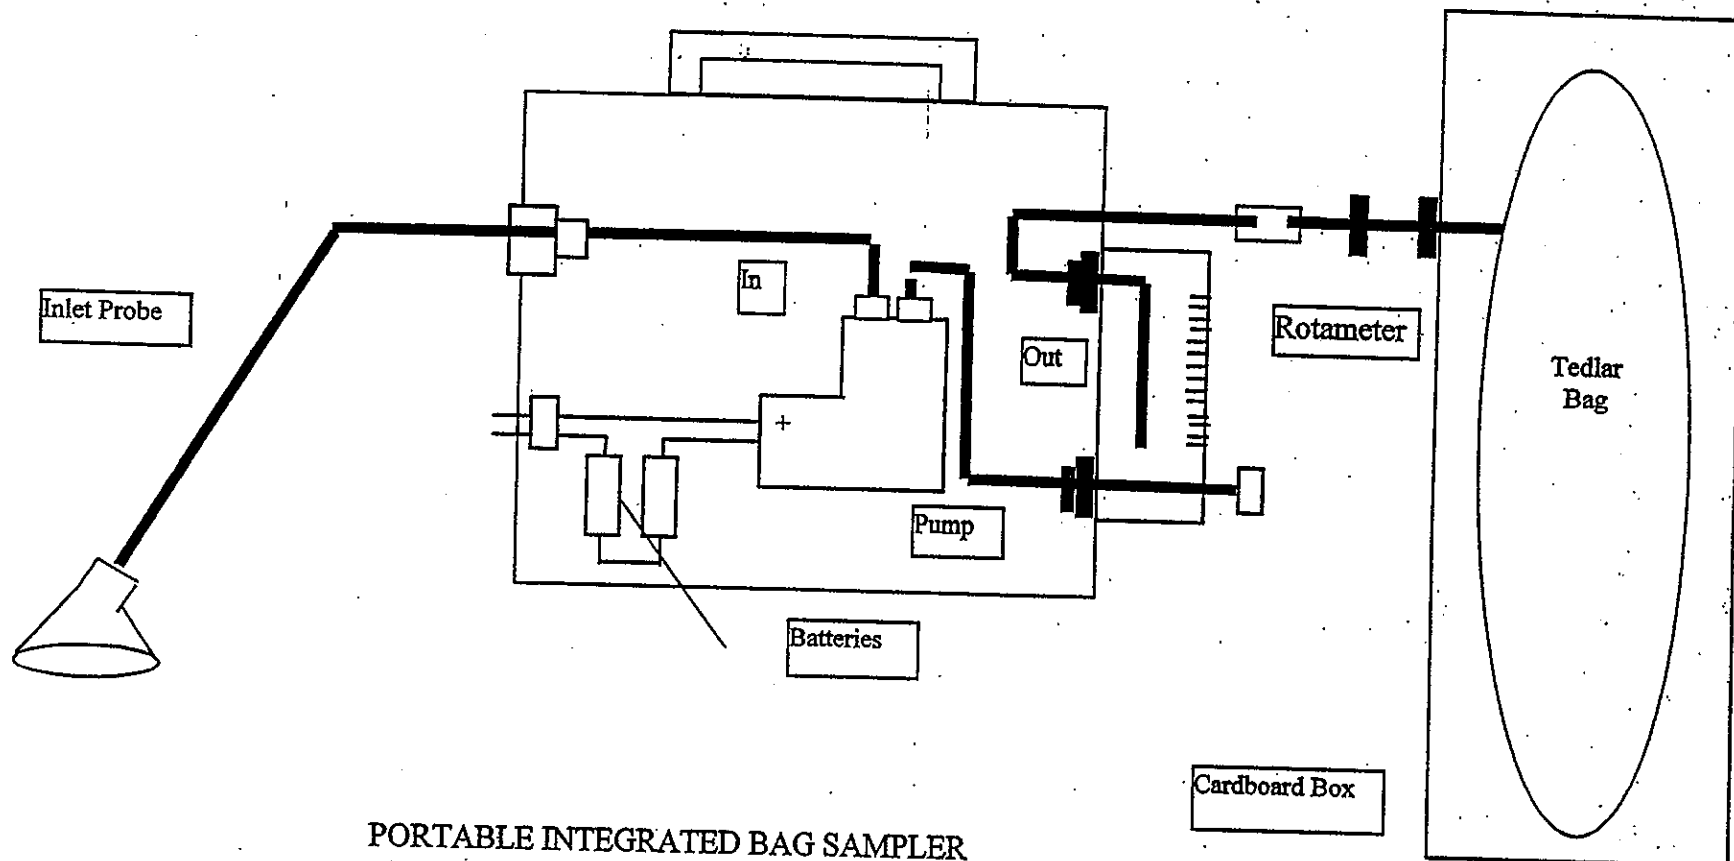 Inlet Probe
In
Out
Rotameter
Tedlar
Bag
+
Pump
Batteries
Cardboard Box
PORTABLE INTEGRATED BAG SAMPLER